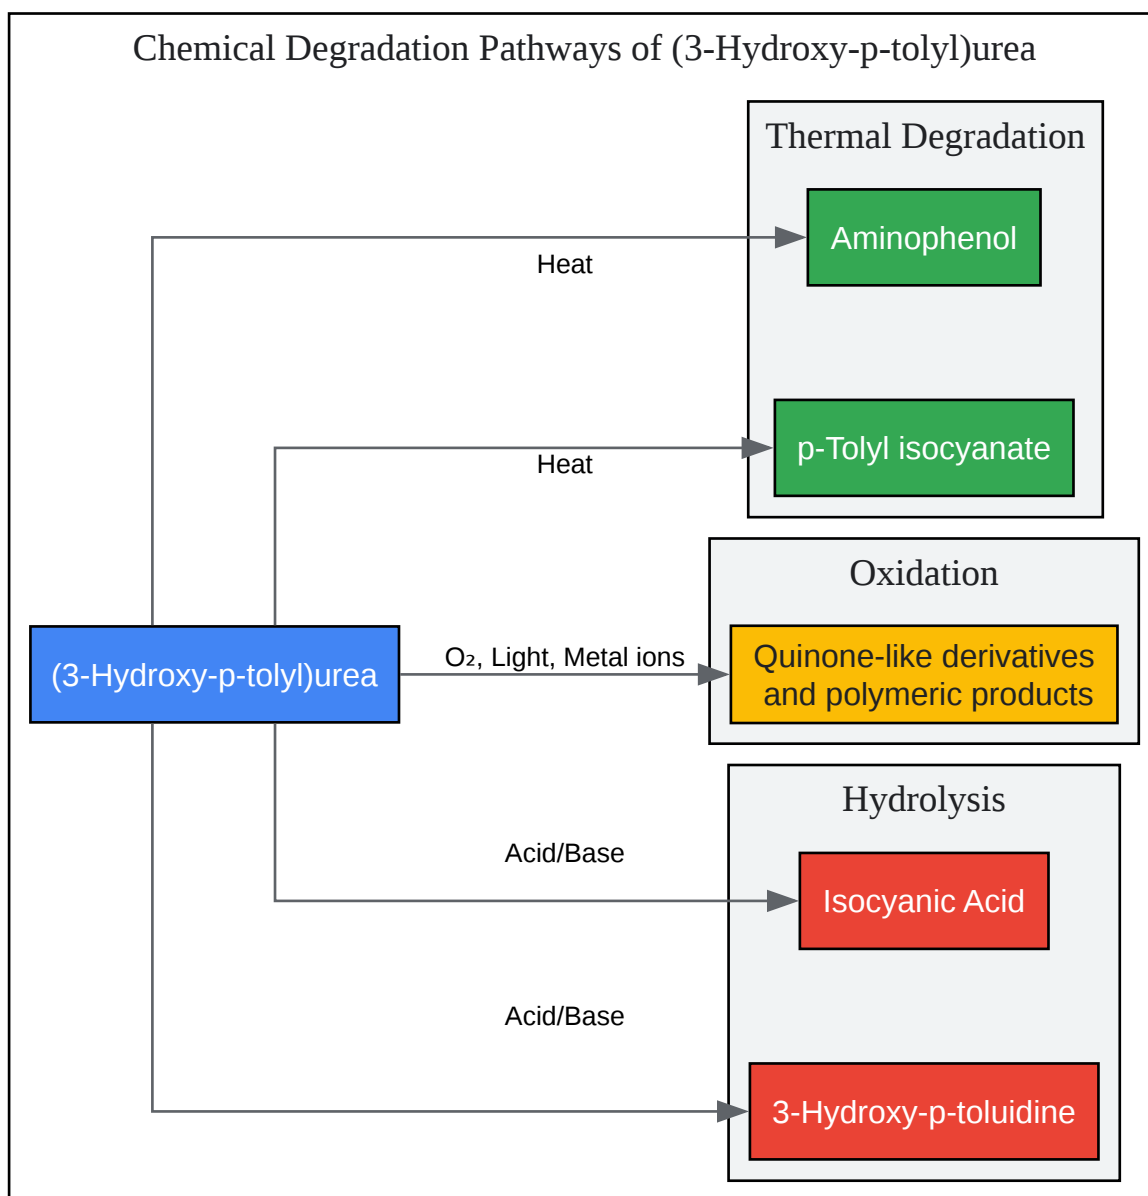 Chemical Degradation Pathways of (3-Hydroxy-p-tolyl)urea
Thermal Degradation
Aminophenol
Heat
p-Tolyl isocyanate
Heat
Oxidation
(3-Hydroxy-p-tolyl)urea
O₂, Light, Metal ions
Quinone-like derivatives
and polymeric products
Hydrolysis
Acid/Base
Isocyanic Acid
Acid/Base
3-Hydroxy-p-toluidine